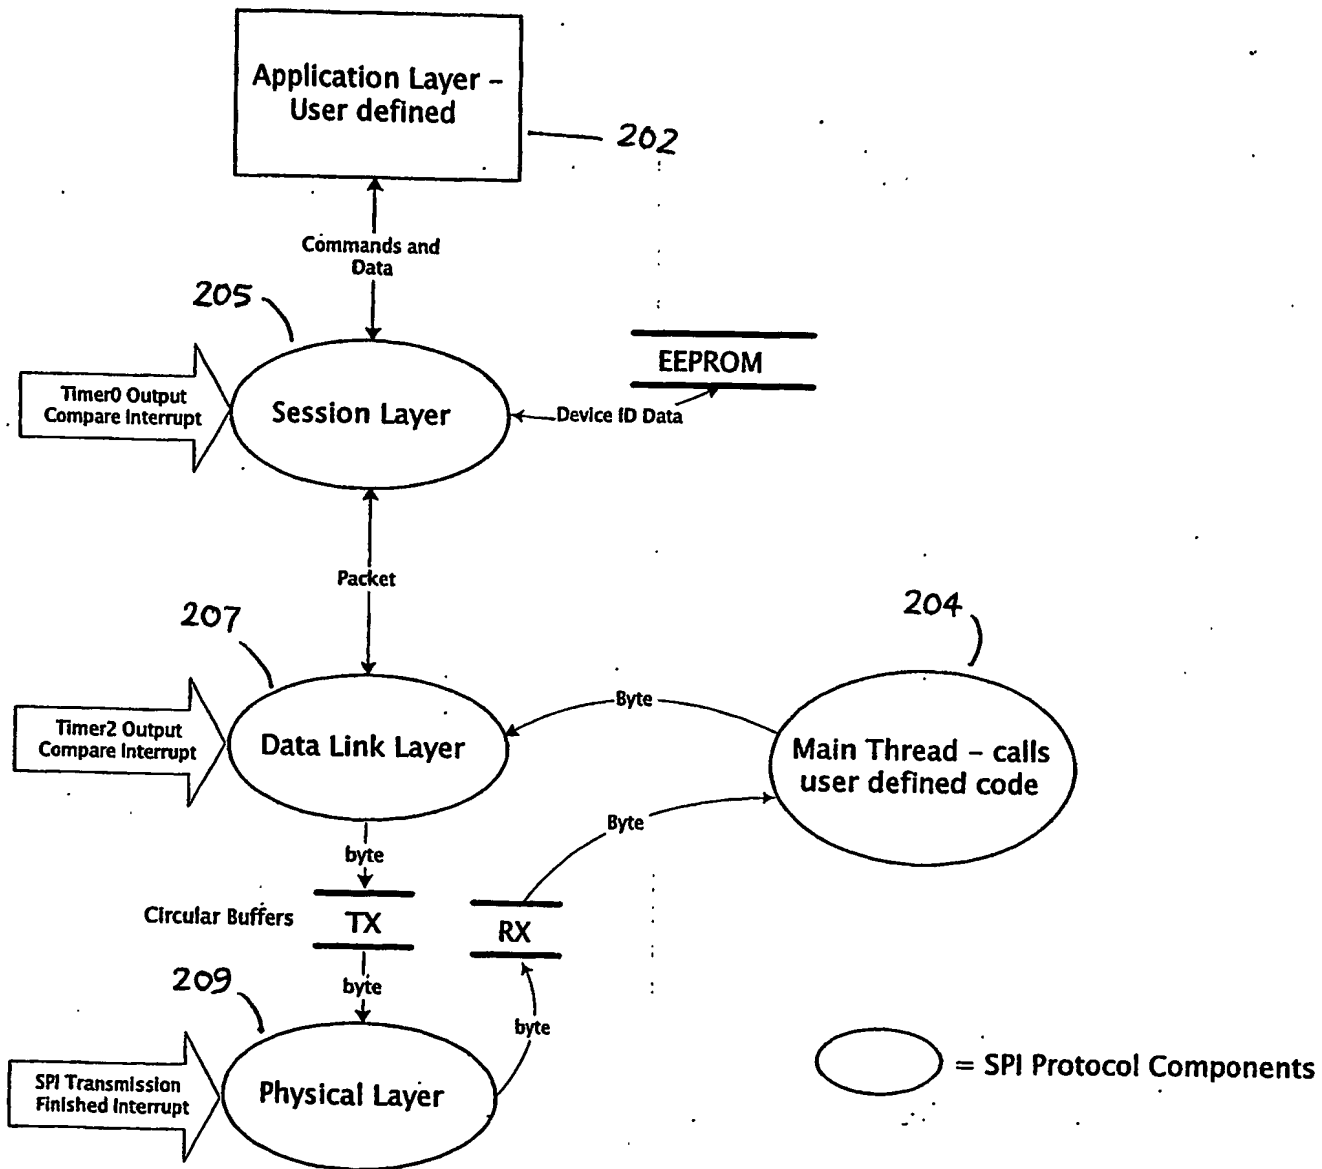 Application Layer –
User defined
202
Commands and
Data
205
Timer0 Output
Compare Interrupt
Session Layer
EEPROM
Device ID Data
Packet
207
204
Timer2 Output
Compare Interrupt
Data Link Layer
Byte
Main Thread – calls
user defined code
Byte
byte
Circular Buffers
TX
RX
209
byte
byte
SPI Transmission
Finished Interrupt
Physical Layer
= SPI Protocol Components